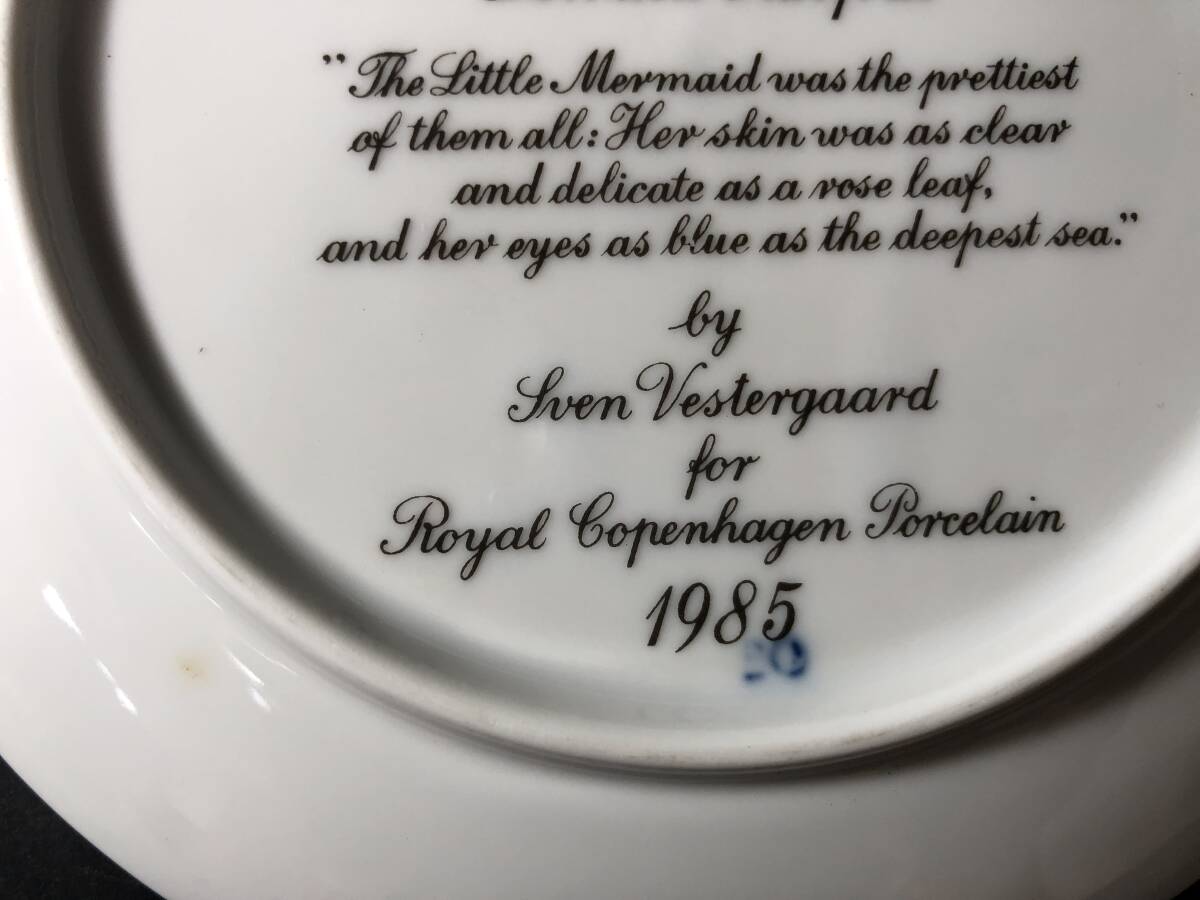 ”The Little Mermaid was the prettiest
of them all: Her skin was as clear
and delicate as a rose leaf,
and her eyes as blue as the deepest sea.”
by
Sven Vestergaard
for
Royal Copenhagen Porcelain
1985